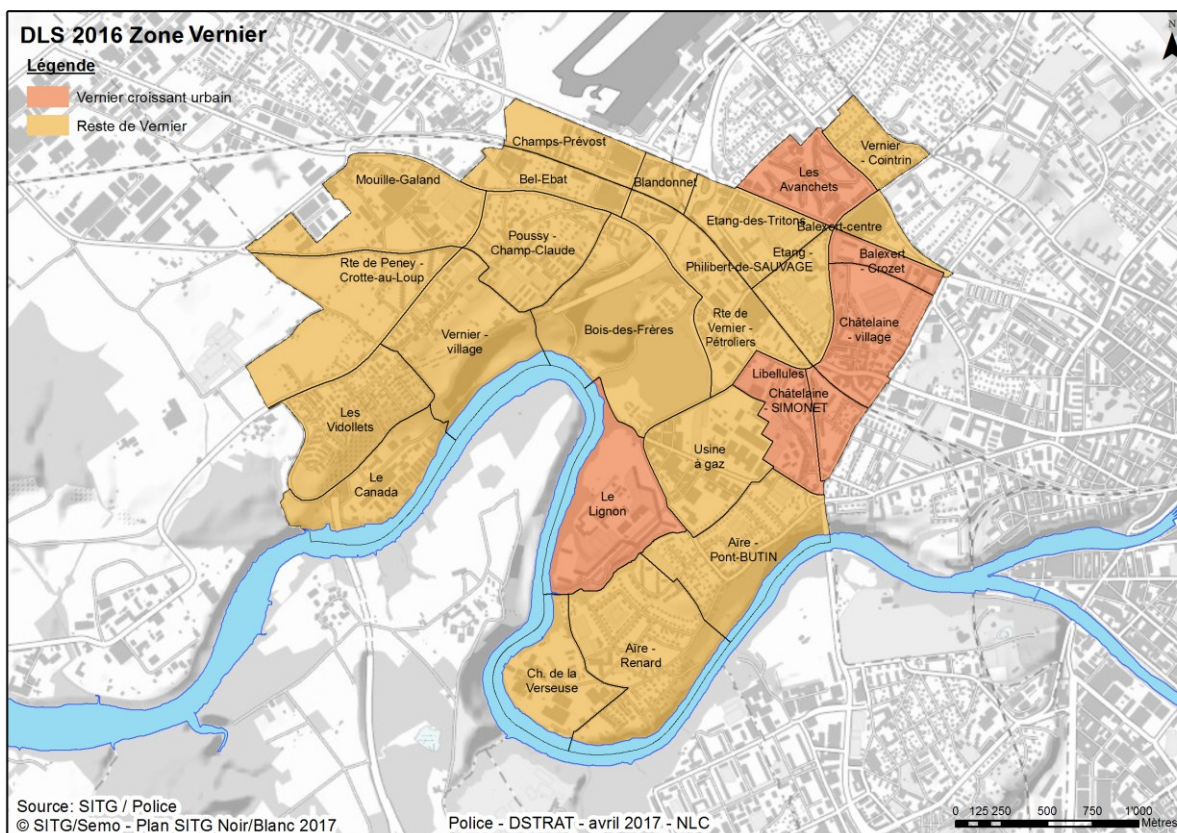 DLS 2016 Zone Vernier
Légende
Vernier croissant urbain
Reste de Vernier
N
Champs-Prévost
Vernier
- Cointrin
Mouille-Galand
Bel-Ebat
Blandonnet
Les
Avanchets
Etang-des-Tritons
Balexert-centre
Poussy -
Champ-Claude
Etang -
Philibert-de-SAUVAGE
Balexert
- Crozet
Rte de Peney -
Crotte-au-Loup
Vernier -
village
Bois-des-Frères
Rte de
Vernier -
Pétroliers
Châtelaine
- village
Libellules
Châtelaine
- SIMONET
Les
Vidollets
Usine
à gaz
Le
Canada
Le
Lignon
Aïre -
Pont-BUTIN
Aïre -
Renard
Ch. de la
Verseuse
Source: SITG / Police
© SITG/Semo - Plan SITG Noir/Blanc 2017
Police - DSTRAT - avril 2017 - NLC
0 125 250 500 750 1'000
Mètres